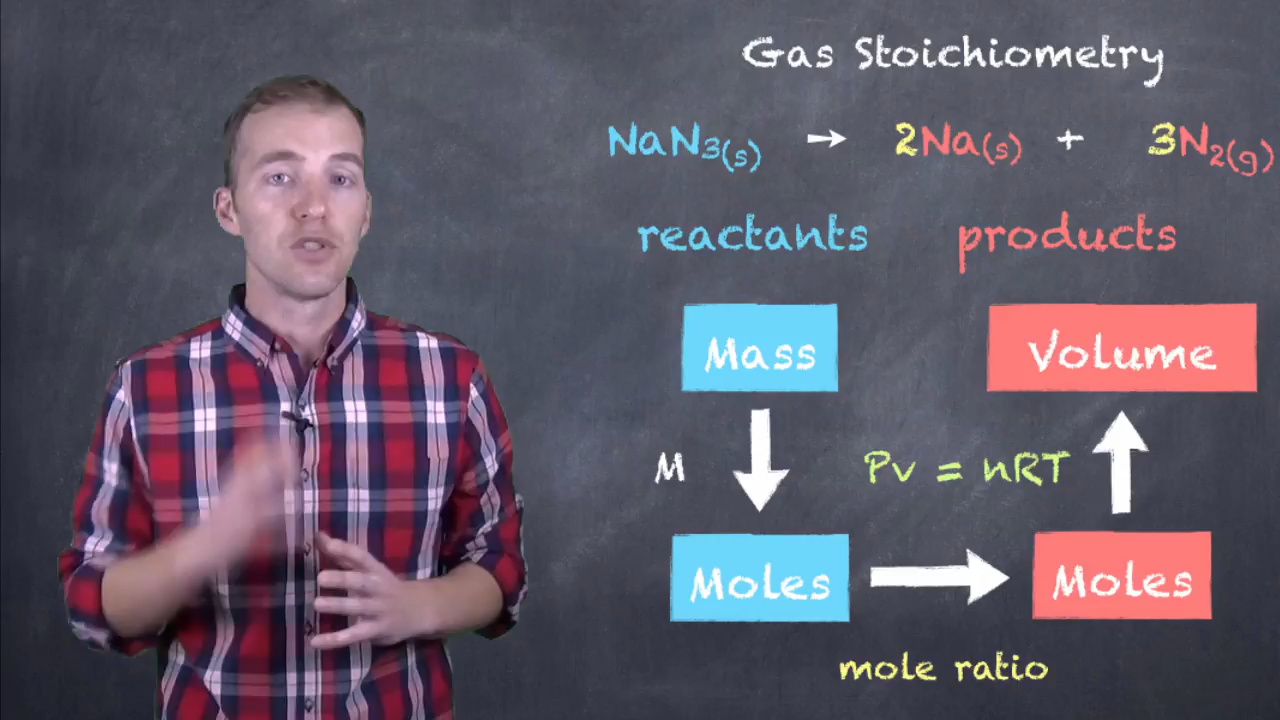 Gas Stoichiometry
NaN3(s) → 2Na(s) + 3N2(g)
reactants products
Mass Volume
M Pv = nRT
Moles Moles
mole ratio